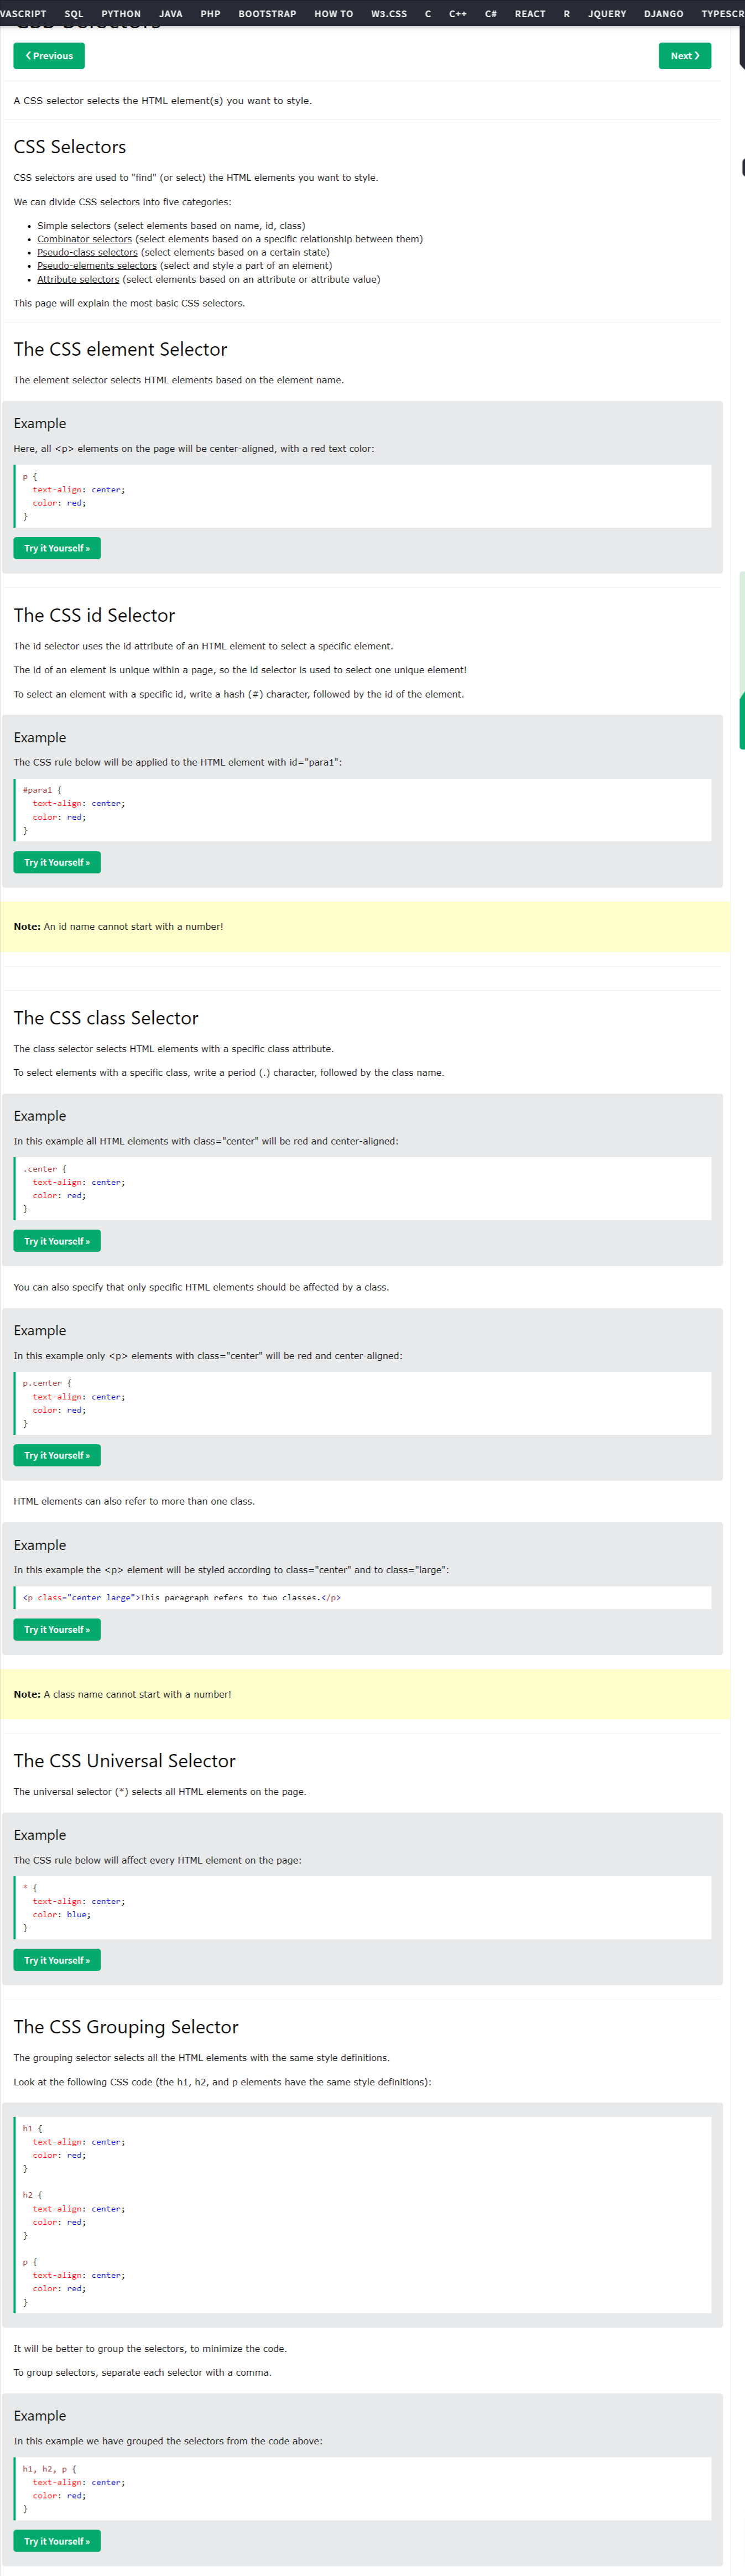 VASCRIPT SQL PYTHON JAVA PHP BOOTSTRAP HOW TO W3.CSS C C++ C# REACT R JQUERY DJANGO TYPESCR
CSS Selectors
❮ Previous
Next ❯
A CSS selector selects the HTML element(s) you want to style.
CSS Selectors
CSS selectors are used to "find" (or select) the HTML elements you want to style.
We can divide CSS selectors into five categories:
• Simple selectors (select elements based on name, id, class)
• Combinator selectors (select elements based on a specific relationship between them)
• Pseudo-class selectors (select elements based on a certain state)
• Pseudo-elements selectors (select and style a part of an element)
• Attribute selectors (select elements based on an attribute or attribute value)
This page will explain the most basic CSS selectors.
The CSS element Selector
The element selector selects HTML elements based on the element name.
Example
Here, all <p> elements on the page will be center-aligned, with a red text color:
p {
  text-align: center;
  color: red;
}
Try it Yourself »
The CSS id Selector
The id selector uses the id attribute of an HTML element to select a specific element.
The id of an element is unique within a page, so the id selector is used to select one unique element!
To select an element with a specific id, write a hash (#) character, followed by the id of the element.
Example
The CSS rule below will be applied to the HTML element with id="para1":
#para1 {
  text-align: center;
  color: red;
}
Try it Yourself »
Note: An id name cannot start with a number!
The CSS class Selector
The class selector selects HTML elements with a specific class attribute.
To select elements with a specific class, write a period (.) character, followed by the class name.
Example
In this example all HTML elements with class="center" will be red and center-aligned:
.center {
  text-align: center;
  color: red;
}
Try it Yourself »
You can also specify that only specific HTML elements should be affected by a class.
Example
In this example only <p> elements with class="center" will be red and center-aligned:
p.center {
  text-align: center;
  color: red;
}
Try it Yourself »
HTML elements can also refer to more than one class.
Example
In this example the <p> element will be styled according to class="center" and to class="large":
<p class="center large">This paragraph refers to two classes.</p>
Try it Yourself »
Note: A class name cannot start with a number!
The CSS Universal Selector
The universal selector (*) selects all HTML elements on the page.
Example
The CSS rule below will affect every HTML element on the page:
* {
  text-align: center;
  color: blue;
}
Try it Yourself »
The CSS Grouping Selector
The grouping selector selects all the HTML elements with the same style definitions.
Look at the following CSS code (the h1, h2, and p elements have the same style definitions):
h1 {
  text-align: center;
  color: red;
}
h2 {
  text-align: center;
  color: red;
}
p {
  text-align: center;
  color: red;
}
It will be better to group the selectors, to minimize the code.
To group selectors, separate each selector with a comma.
Example
In this example we have grouped the selectors from the code above:
h1, h2, p {
  text-align: center;
  color: red;
}
Try it Yourself »